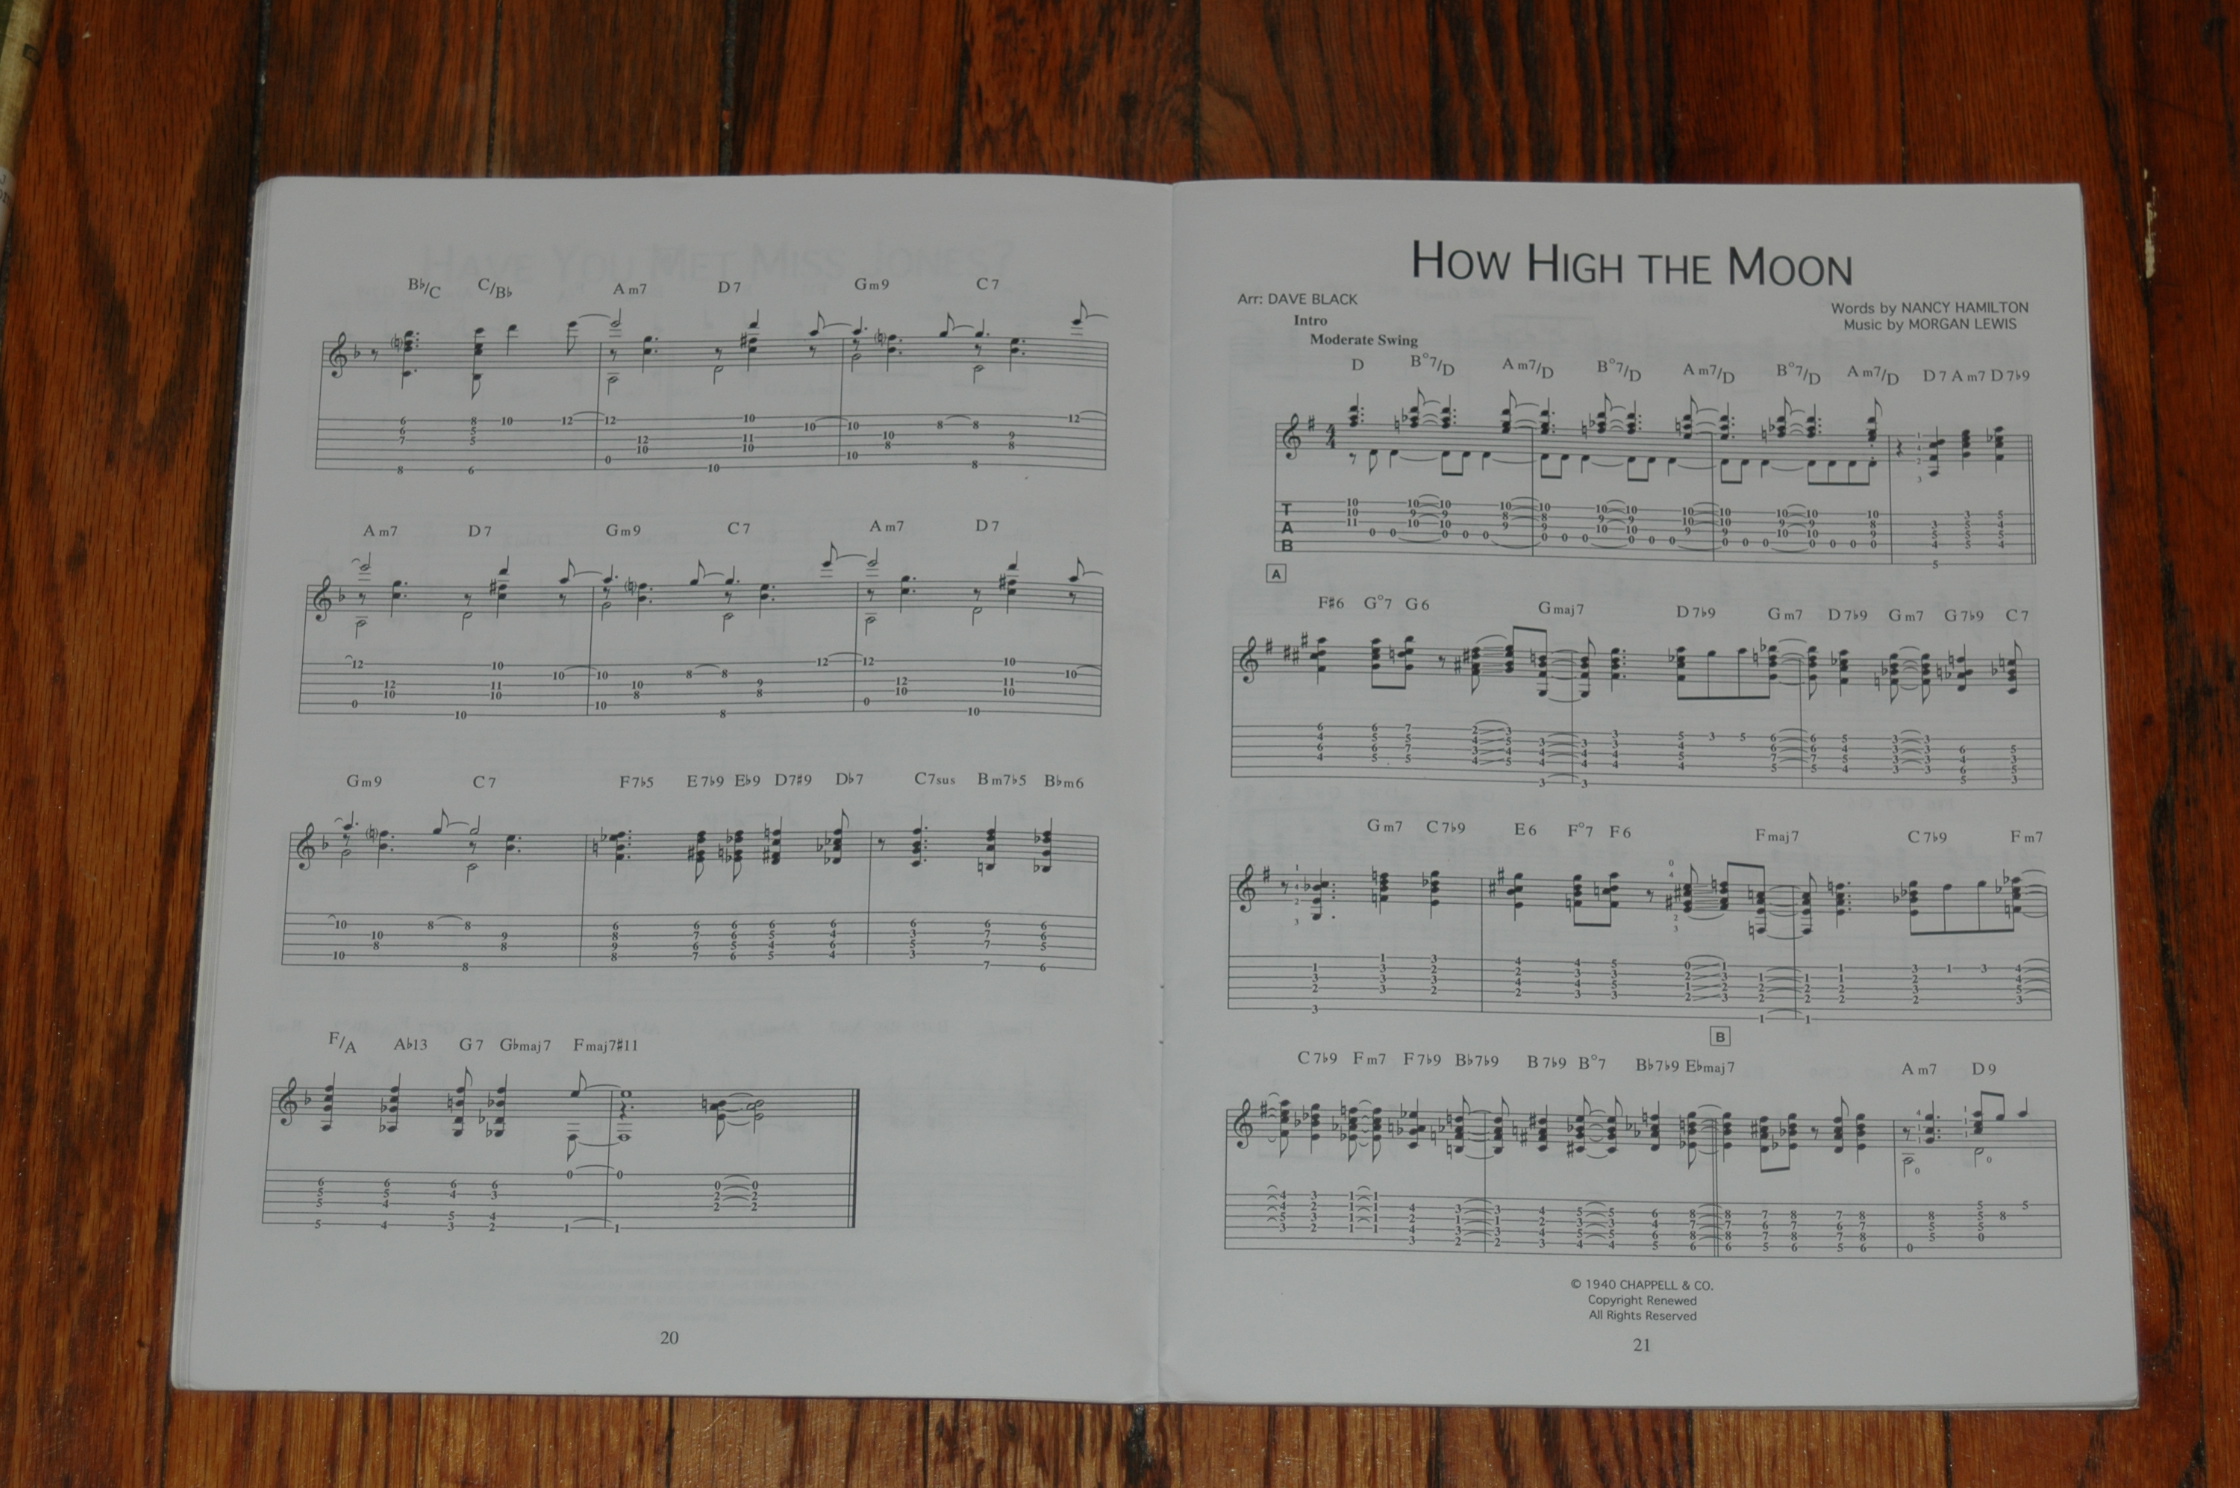 B♭/C C/B♭ Am7 D7 Gm9 C7
Am7 D7 Gm9 C7 Am7 D7
Gm9 C7 F7♭5 E7♭9 E♭9 D7#9 D♭7 C7sus Bm7♭5 B♭m6
F/A A♭13 G7 G♭maj7 Fmaj7#11
20
HOW HIGH THE MOON
Arr: DAVE BLACK
Words by NANCY HAMILTON
Music by MORGAN LEWIS
Intro
Moderate Swing
D B°7/D Am7/D B°7/D Am7/D B°7/D Am7/D D7 Am7 D7♭9
T
A
B
A
F#6 G°7 G6 Gmaj7 D7♭9 Gm7 D7♭9 Gm7 G7♭9 C7
Gm7 C7♭9 E6 F°7 F6 Fmaj7 C7♭9 Fm7
B
C7♭9 Fm7 F7♭9 B♭7♭9 B7♭9 B°7 B♭7♭9 E♭maj7 Am7 D9
© 1940 CHAPPELL & CO.
Copyright Renewed
All Rights Reserved
21